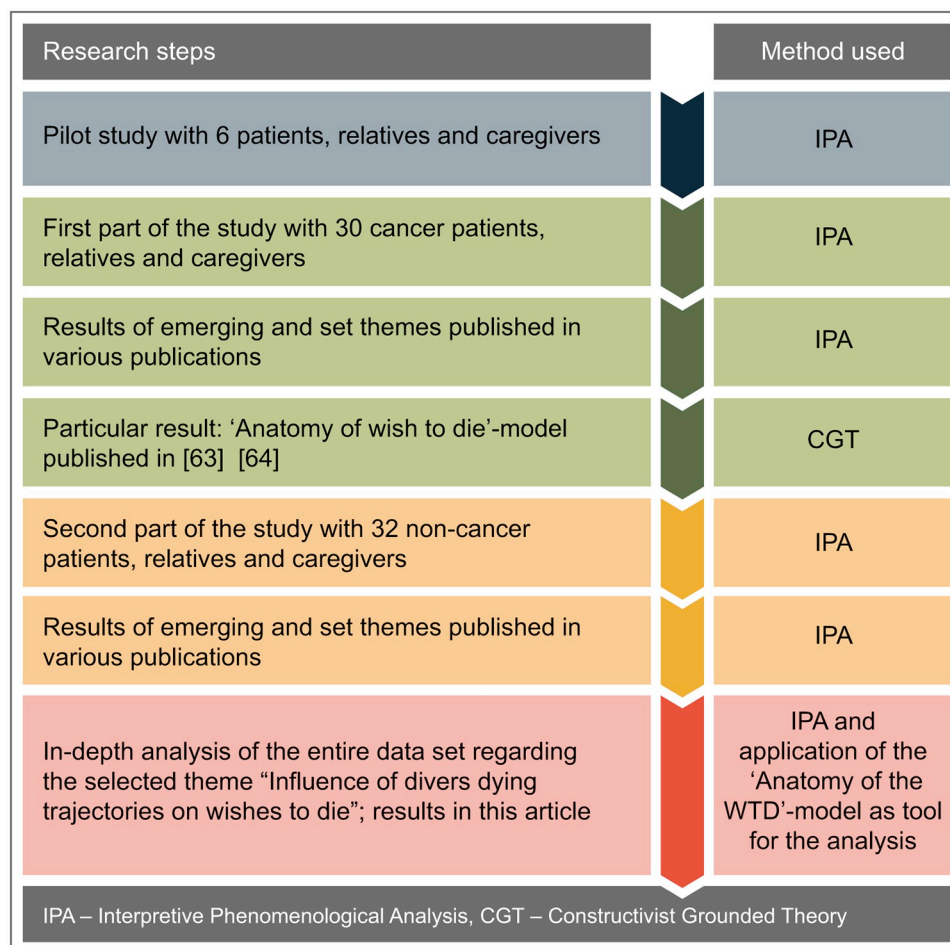 Research steps
Method used
Pilot study with 6 patients, relatives and caregivers
IPA
First part of the study with 30 cancer patients,
relatives and caregivers
IPA
Results of emerging and set themes published in
various publications
IPA
Particular result: ‘Anatomy of wish to die’-model
published in [63]  [64]
CGT
Second part of the study with 32 non-cancer
patients, relatives and caregivers
IPA
Results of emerging and set themes published in
various publications
IPA
In-depth analysis of the entire data set regarding
the selected theme “Influence of divers dying
trajectories on wishes to die”; results in this article
IPA and
application of the
‘Anatomy of the
WTD’-model as tool
for the analysis
IPA – Interpretive Phenomenological Analysis, CGT – Constructivist Grounded Theory